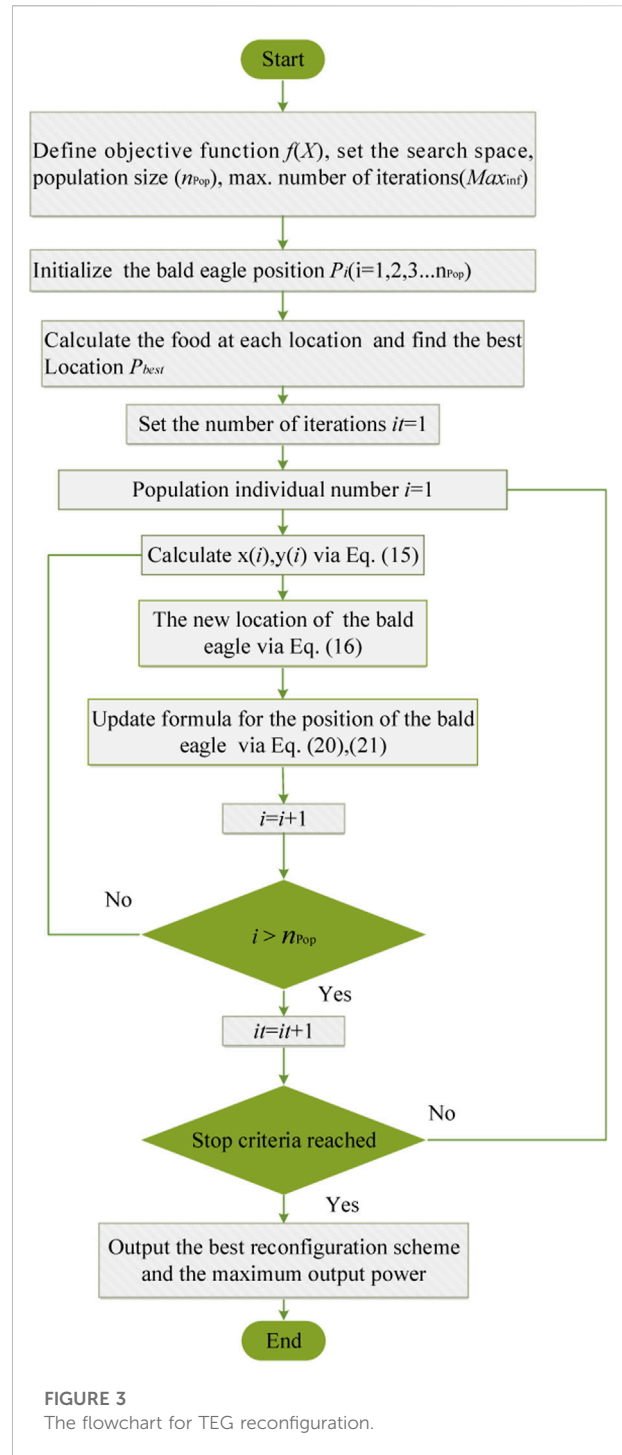 Start
Define objective function f(X), set the search space,
population size (nPop), max. number of iterations(Maxinf)
Initialize the bald eagle position Pi(i=1,2,3...nPop)
Calculate the food at each location and find the best
Location Pbest
Set the number of iterations it=1
Population individual number i=1
Calculate x(i),y(i) via Eq. (15)
The new location of the bald
eagle via Eq. (16)
Update formula for the position of the bald
eagle via Eq. (20),(21)
i=i+1
No
i > nPop
Yes
it=it+1
No
Stop criteria reached
Yes
Output the best reconfiguration scheme
and the maximum output power
End
FIGURE 3
The flowchart for TEG reconfiguration.